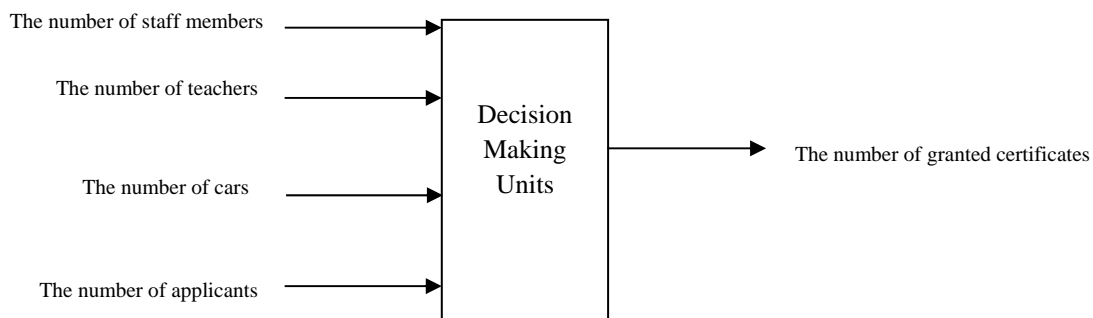 The number of staff members
The number of teachers
The number of cars
The number of applicants
Decision
Making
Units
The number of granted certificates